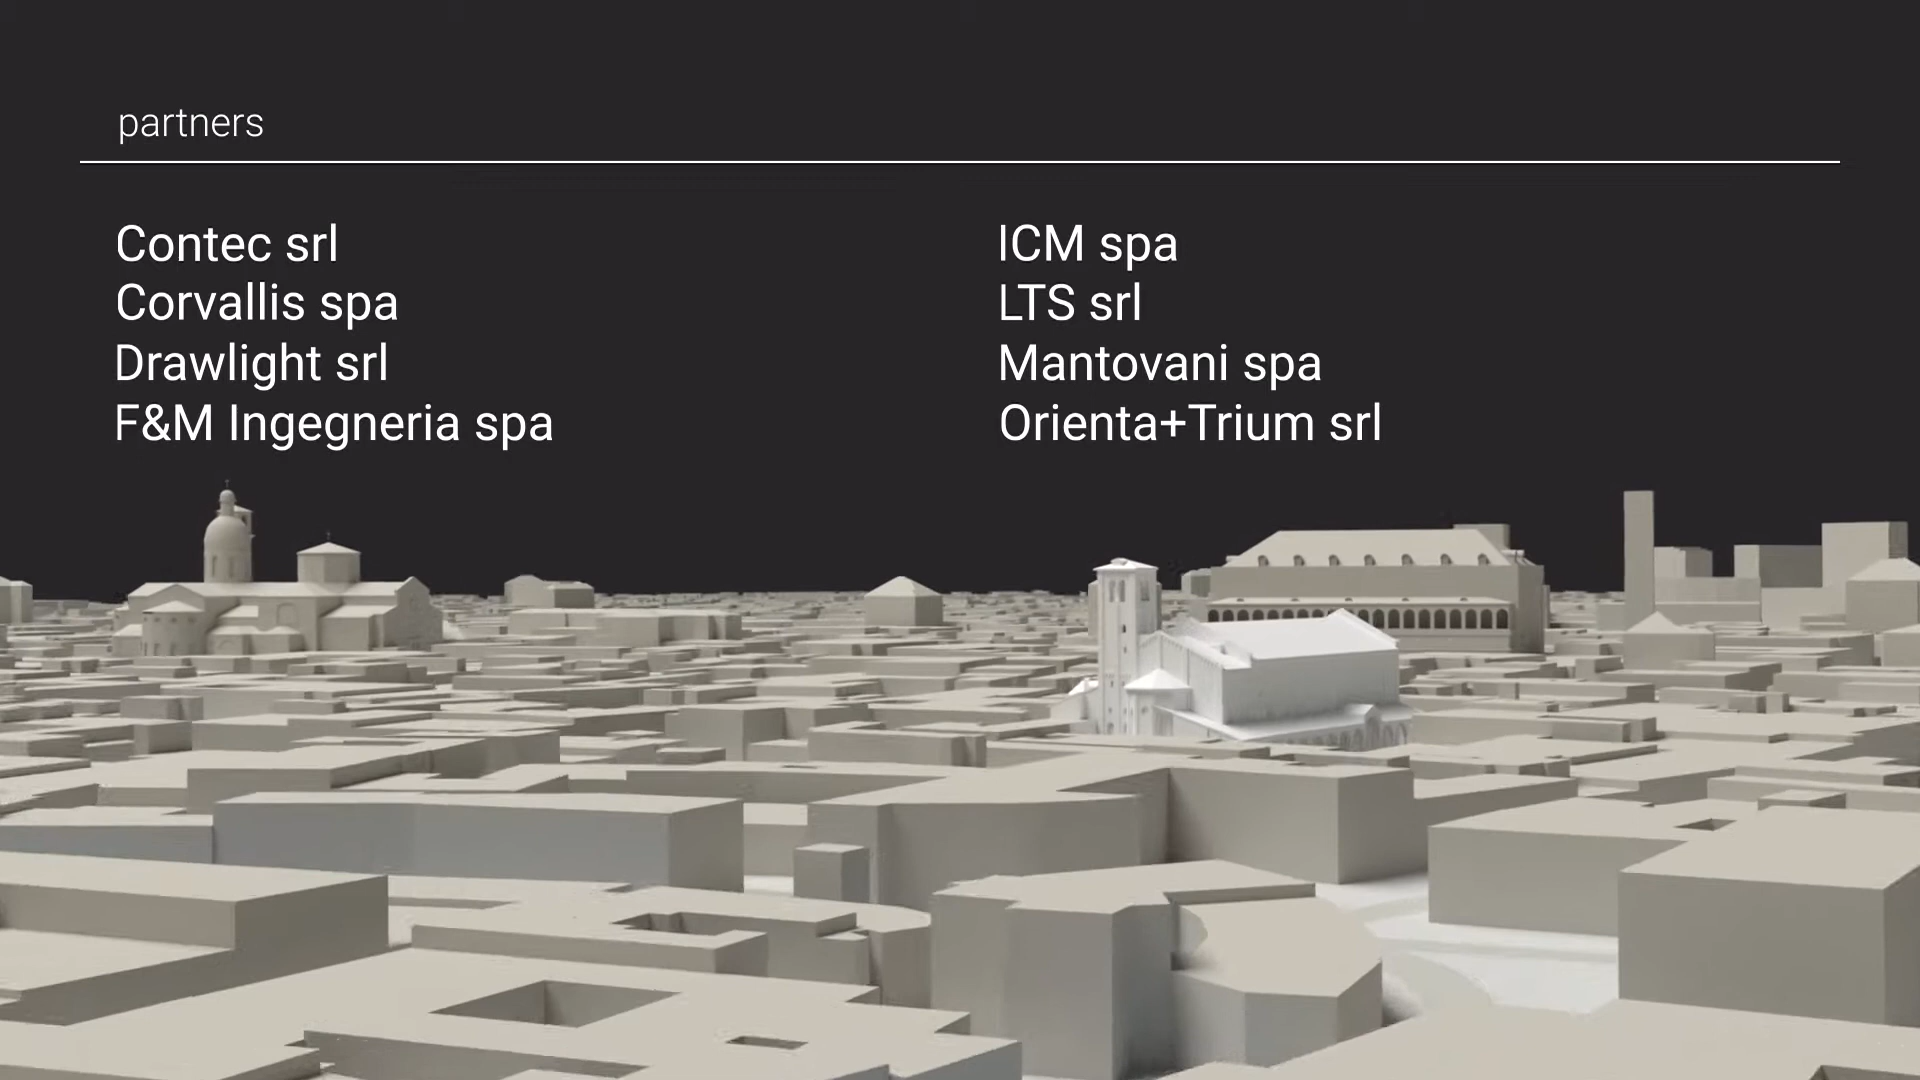 partners
Contec srl
Corvallis spa
Drawlight srl
F&M Ingegneria spa
ICM spa
LTS srl
Mantovani spa
Orienta+Trium srl